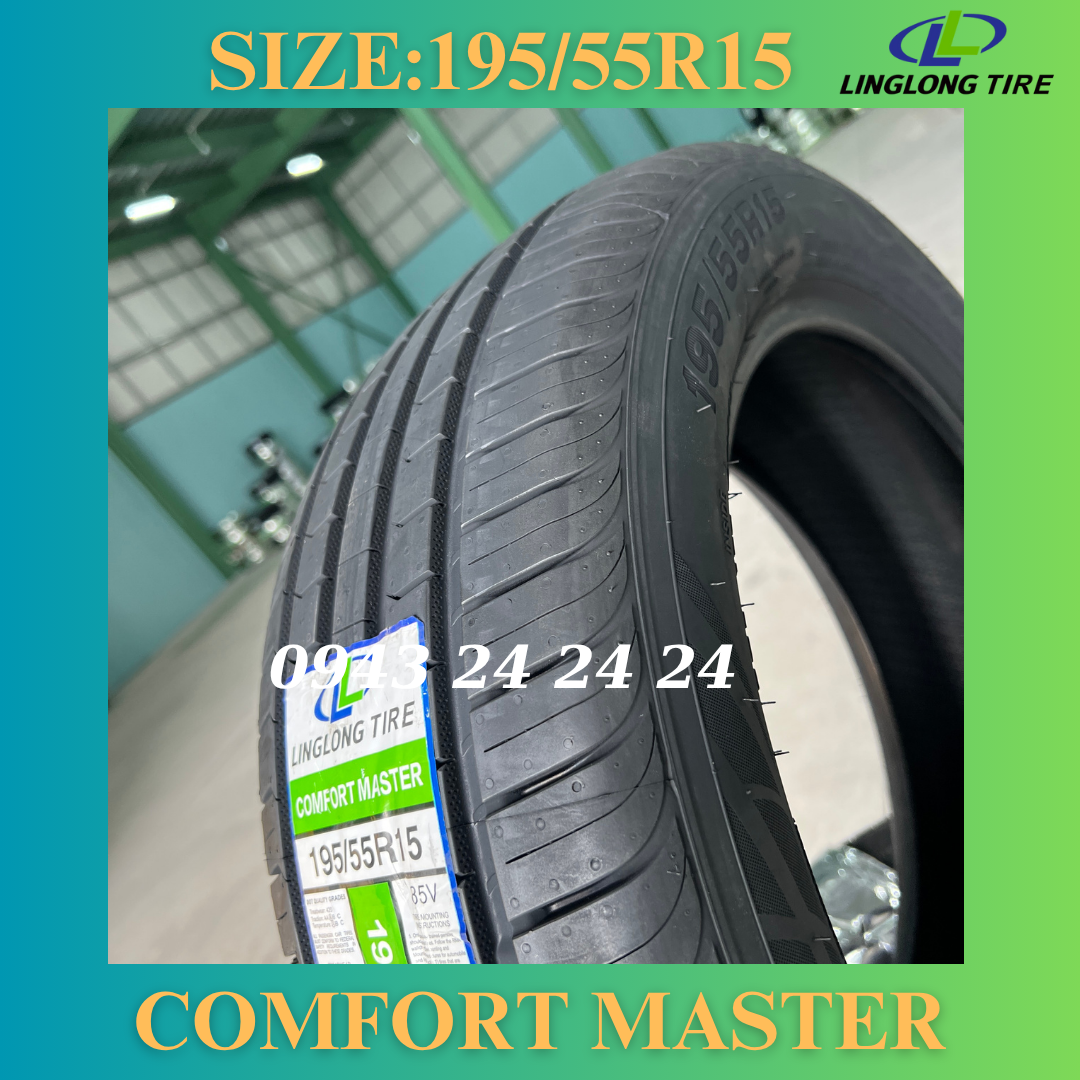 SIZE:195/55R15
LINGLONG TIRE
195/55R15
0943 24 24 24
LINGLONG TIRE
COMFORT MASTER
195/55R15
85V
19
COMFORT MASTER